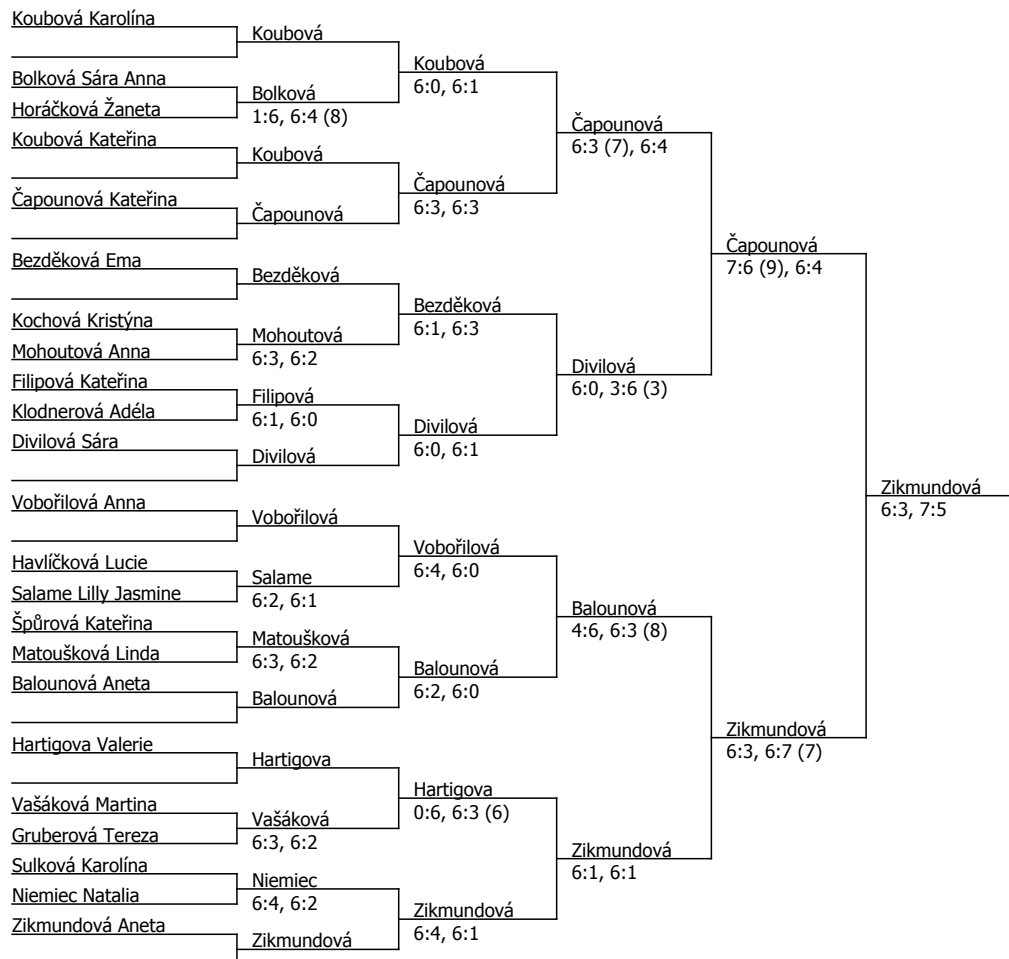 Koubová Karolína
Koubová
Koubová
6:0, 6:1
Bolková Sára Anna
Bolková
1:6, 6:4 (8)
Horáčková Žaneta
Čapounová
6:3 (7), 6:4
Koubová Kateřina
Koubová
Čapounová
6:3, 6:3
Čapounová Kateřina
Čapounová
Čapounová
7:6 (9), 6:4
Bezděková Ema
Bezděková
Bezděková
6:1, 6:3
Kochová Kristýna
Mohoutová
6:3, 6:2
Mohoutová Anna
Divilová
6:0, 3:6 (3)
Filipová Kateřina
Filipová
6:1, 6:0
Klodnerová Adéla
Divilová
6:0, 6:1
Divilová Sára
Divilová
Zikmundová
6:3, 7:5
Vobořilová Anna
Vobořilová
Vobořilová
6:4, 6:0
Havlíčková Lucie
Salame
6:2, 6:1
Salame Lilly Jasmine
Balounová
4:6, 6:3 (8)
Špůrová Kateřina
Matoušková
6:3, 6:2
Matoušková Linda
Balounová
6:2, 6:0
Balounová Aneta
Balounová
Zikmundová
6:3, 6:7 (7)
Hartigova Valerie
Hartigova
Hartigova
0:6, 6:3 (6)
Vašáková Martina
Vašáková
6:3, 6:2
Gruberová Tereza
Zikmundová
6:1, 6:1
Sulková Karolína
Niemiec
6:4, 6:2
Niemiec Natalia
Zikmundová
6:4, 6:1
Zikmundová Aneta
Zikmundová